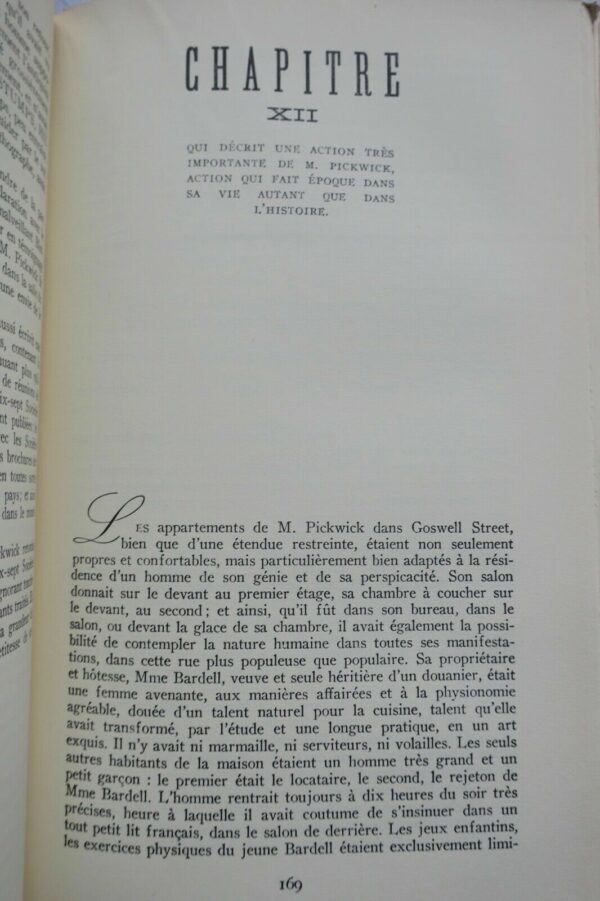 CHAPITRE
XII
QUI DÉCRIT UNE ACTION TRÈS
IMPORTANTE DE M. PICKWICK,
ACTION QUI FAIT ÉPOQUE DANS
SA VIE AUTANT QUE DANS
L'HISTOIRE.
LES appartements de M. Pickwick dans Goswell Street,
bien que d'une étendue restreinte, étaient non seulement
propres et confortables, mais particulièrement bien adaptés à la rési-
dence d'un homme de son génie et de sa perspicacité. Son salon
donnait sur le devant au premier étage, sa chambre à coucher sur
le devant, au second ; et ainsi, qu'il fût dans son bureau, dans le
salon, ou devant la glace de sa chambre, il avait également la possi-
bilité de contempler la nature humaine dans toutes ses manifesta-
tions, dans cette rue plus populeuse que populaire. Sa propriétaire
et hôtesse, Mme Bardell, veuve et seule héritière d'un douanier, était
une femme avenante, aux manières affairées et à la physionomie
agréable, douée d'un talent naturel pour la cuisine, talent qu'elle
avait transformé, par l'étude et une longue pratique, en un art
exquis. Il n'y avait ni marmaille, ni serviteurs, ni volailles. Les seuls
autres habitants de la maison étaient un homme très grand et un
petit garçon : le premier était le locataire, le second, le rejeton de
Mme Bardell. L'homme rentrait toujours à dix heures du soir très
précises, heure à laquelle il avait coutume de s'insinuer dans un
tout petit lit français, dans le salon de derrière. Les jeux enfantins,
les exercices physiques du jeune Bardell étaient exclusivement limi-
169